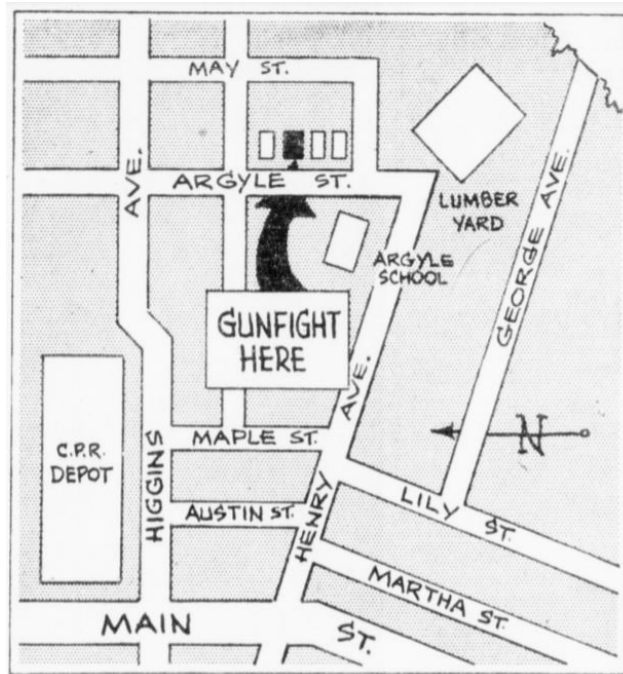 MAY ST.
AVE.
ARGYLE ST.
LUMBER
YARD
GEORGE AVE.
ARGYLE
SCHOOL
GUNFIGHT
HERE
AVE.
N
MAPLE ST.
C.P.R.
DEPOT
HIGGINS
AUSTIN ST.
HENRY
LILY ST.
MARTHA ST.
MAIN ST.